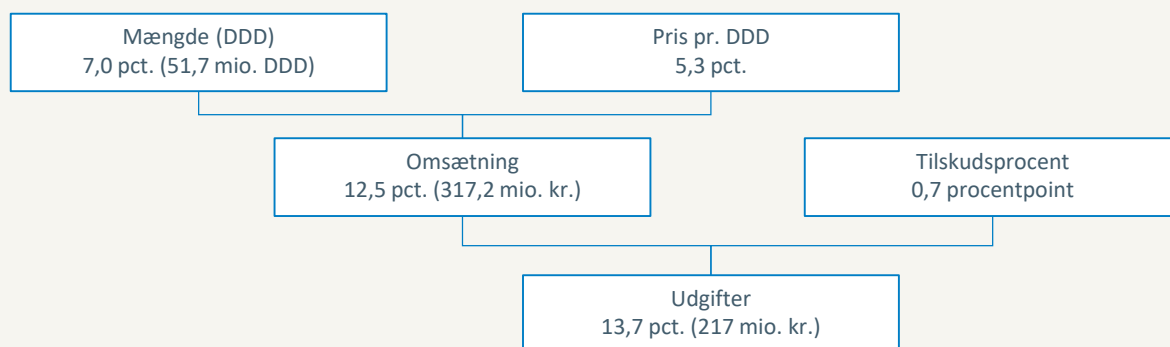 Mængde (DDD)
7,0 pct. (51,7 mio. DDD)
Pris pr. DDD
5,3 pct.
Omsætning
12,5 pct. (317,2 mio. kr.)
Tilskudsprocent
0,7 procentpoint
Udgifter
13,7 pct. (217 mio. kr.)